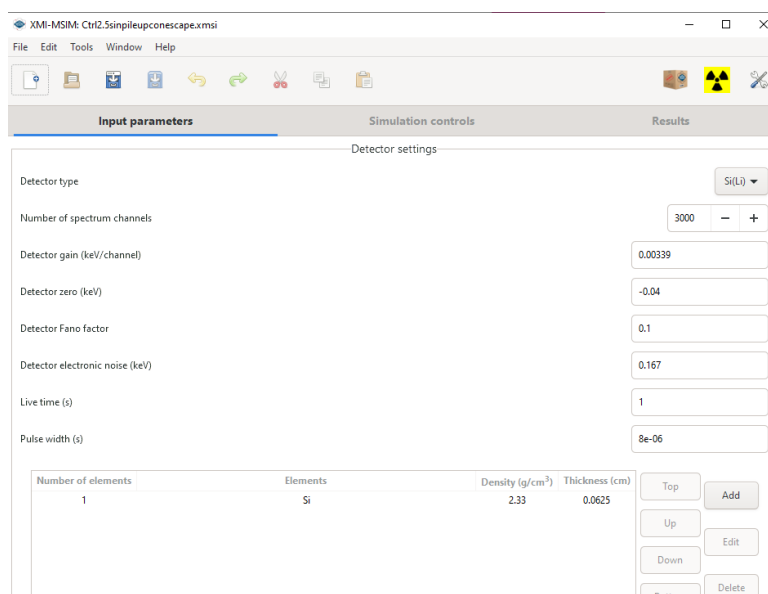 XMI-MSIM: Ctrl2.5sinpileupconescape.xmsi
File Edit Tools Window Help
Input parameters Simulation controls Results
Detector settings
Detector type Si(Li)
Number of spectrum channels 3000 − +
Detector gain (keV/channel) 0.00339
Detector zero (keV) -0.04
Detector Fano factor 0.1
Detector electronic noise (keV) 0.167
Live time (s) 1
Pulse width (s) 8e-06
Number of elements Elements Density (g/cm³) Thickness (cm)
1 Si 2.33 0.0625
Top
Add
Up
Edit
Down
Delete